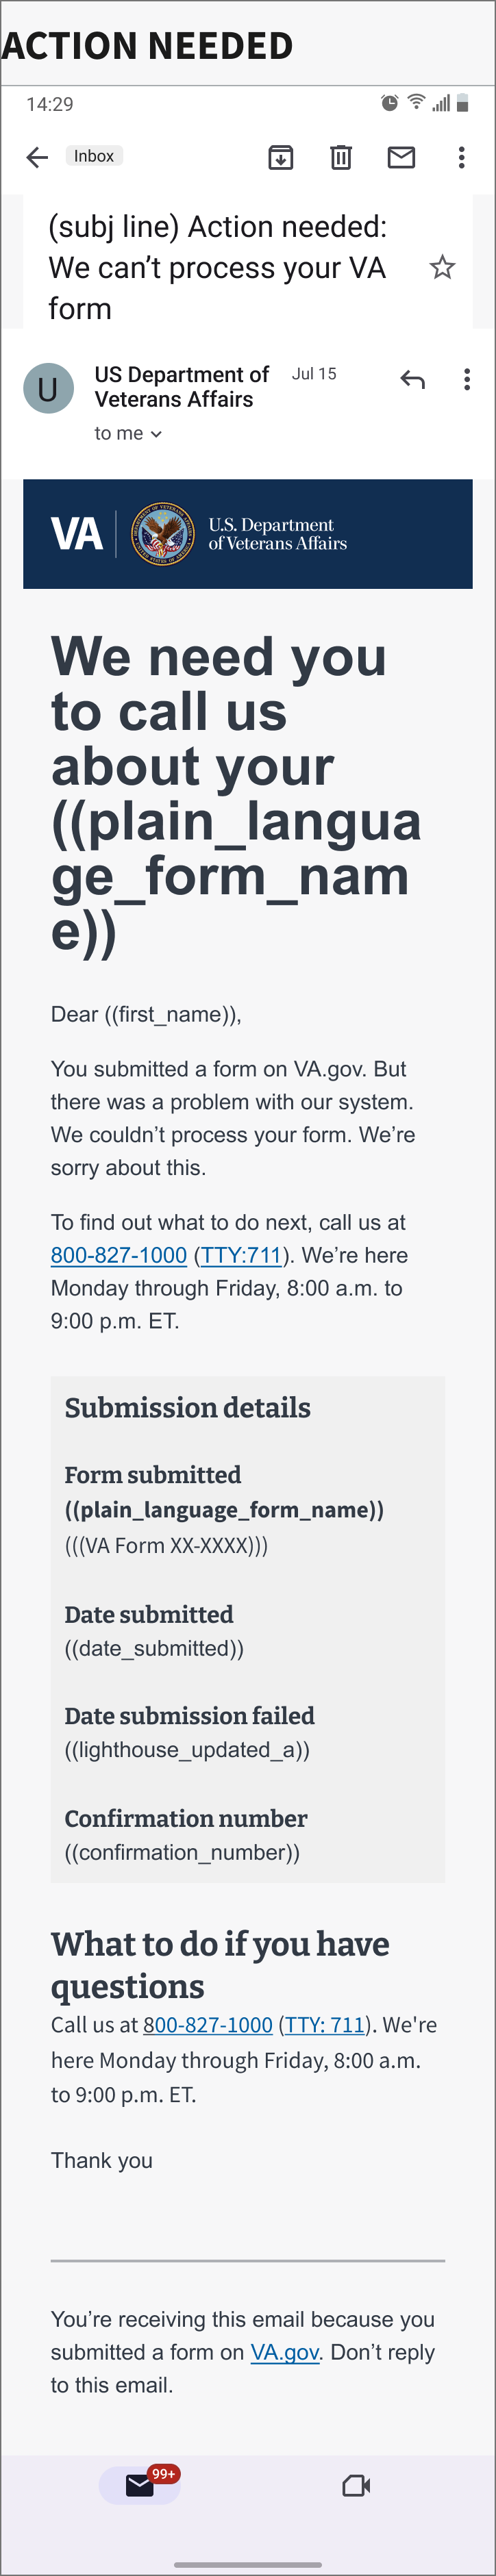 ACTION NEEDED
14:29
Inbox
(subj line) Action needed:
We can’t process your VA
form
U
US Department of
Veterans Affairs
Jul 15
to me
VA
U.S. Department
of Veterans Affairs
We need you
to call us
about your
((plain_langua
ge_form_nam
e))
Dear ((first_name)),
You submitted a form on VA.gov. But
there was a problem with our system.
We couldn’t process your form. We’re
sorry about this.
To find out what to do next, call us at
800-827-1000 (TTY:711). We’re here
Monday through Friday, 8:00 a.m. to
9:00 p.m. ET.
Submission details
Form submitted
((plain_language_form_name))
(((VA Form XX-XXXX)))
Date submitted
((date_submitted))
Date submission failed
((lighthouse_updated_a))
Confirmation number
((confirmation_number))
What to do if you have
questions
Call us at 800-827-1000 (TTY: 711). We're
here Monday through Friday, 8:00 a.m.
to 9:00 p.m. ET.
Thank you
You’re receiving this email because you
submitted a form on VA.gov. Don’t reply
to this email.
99+